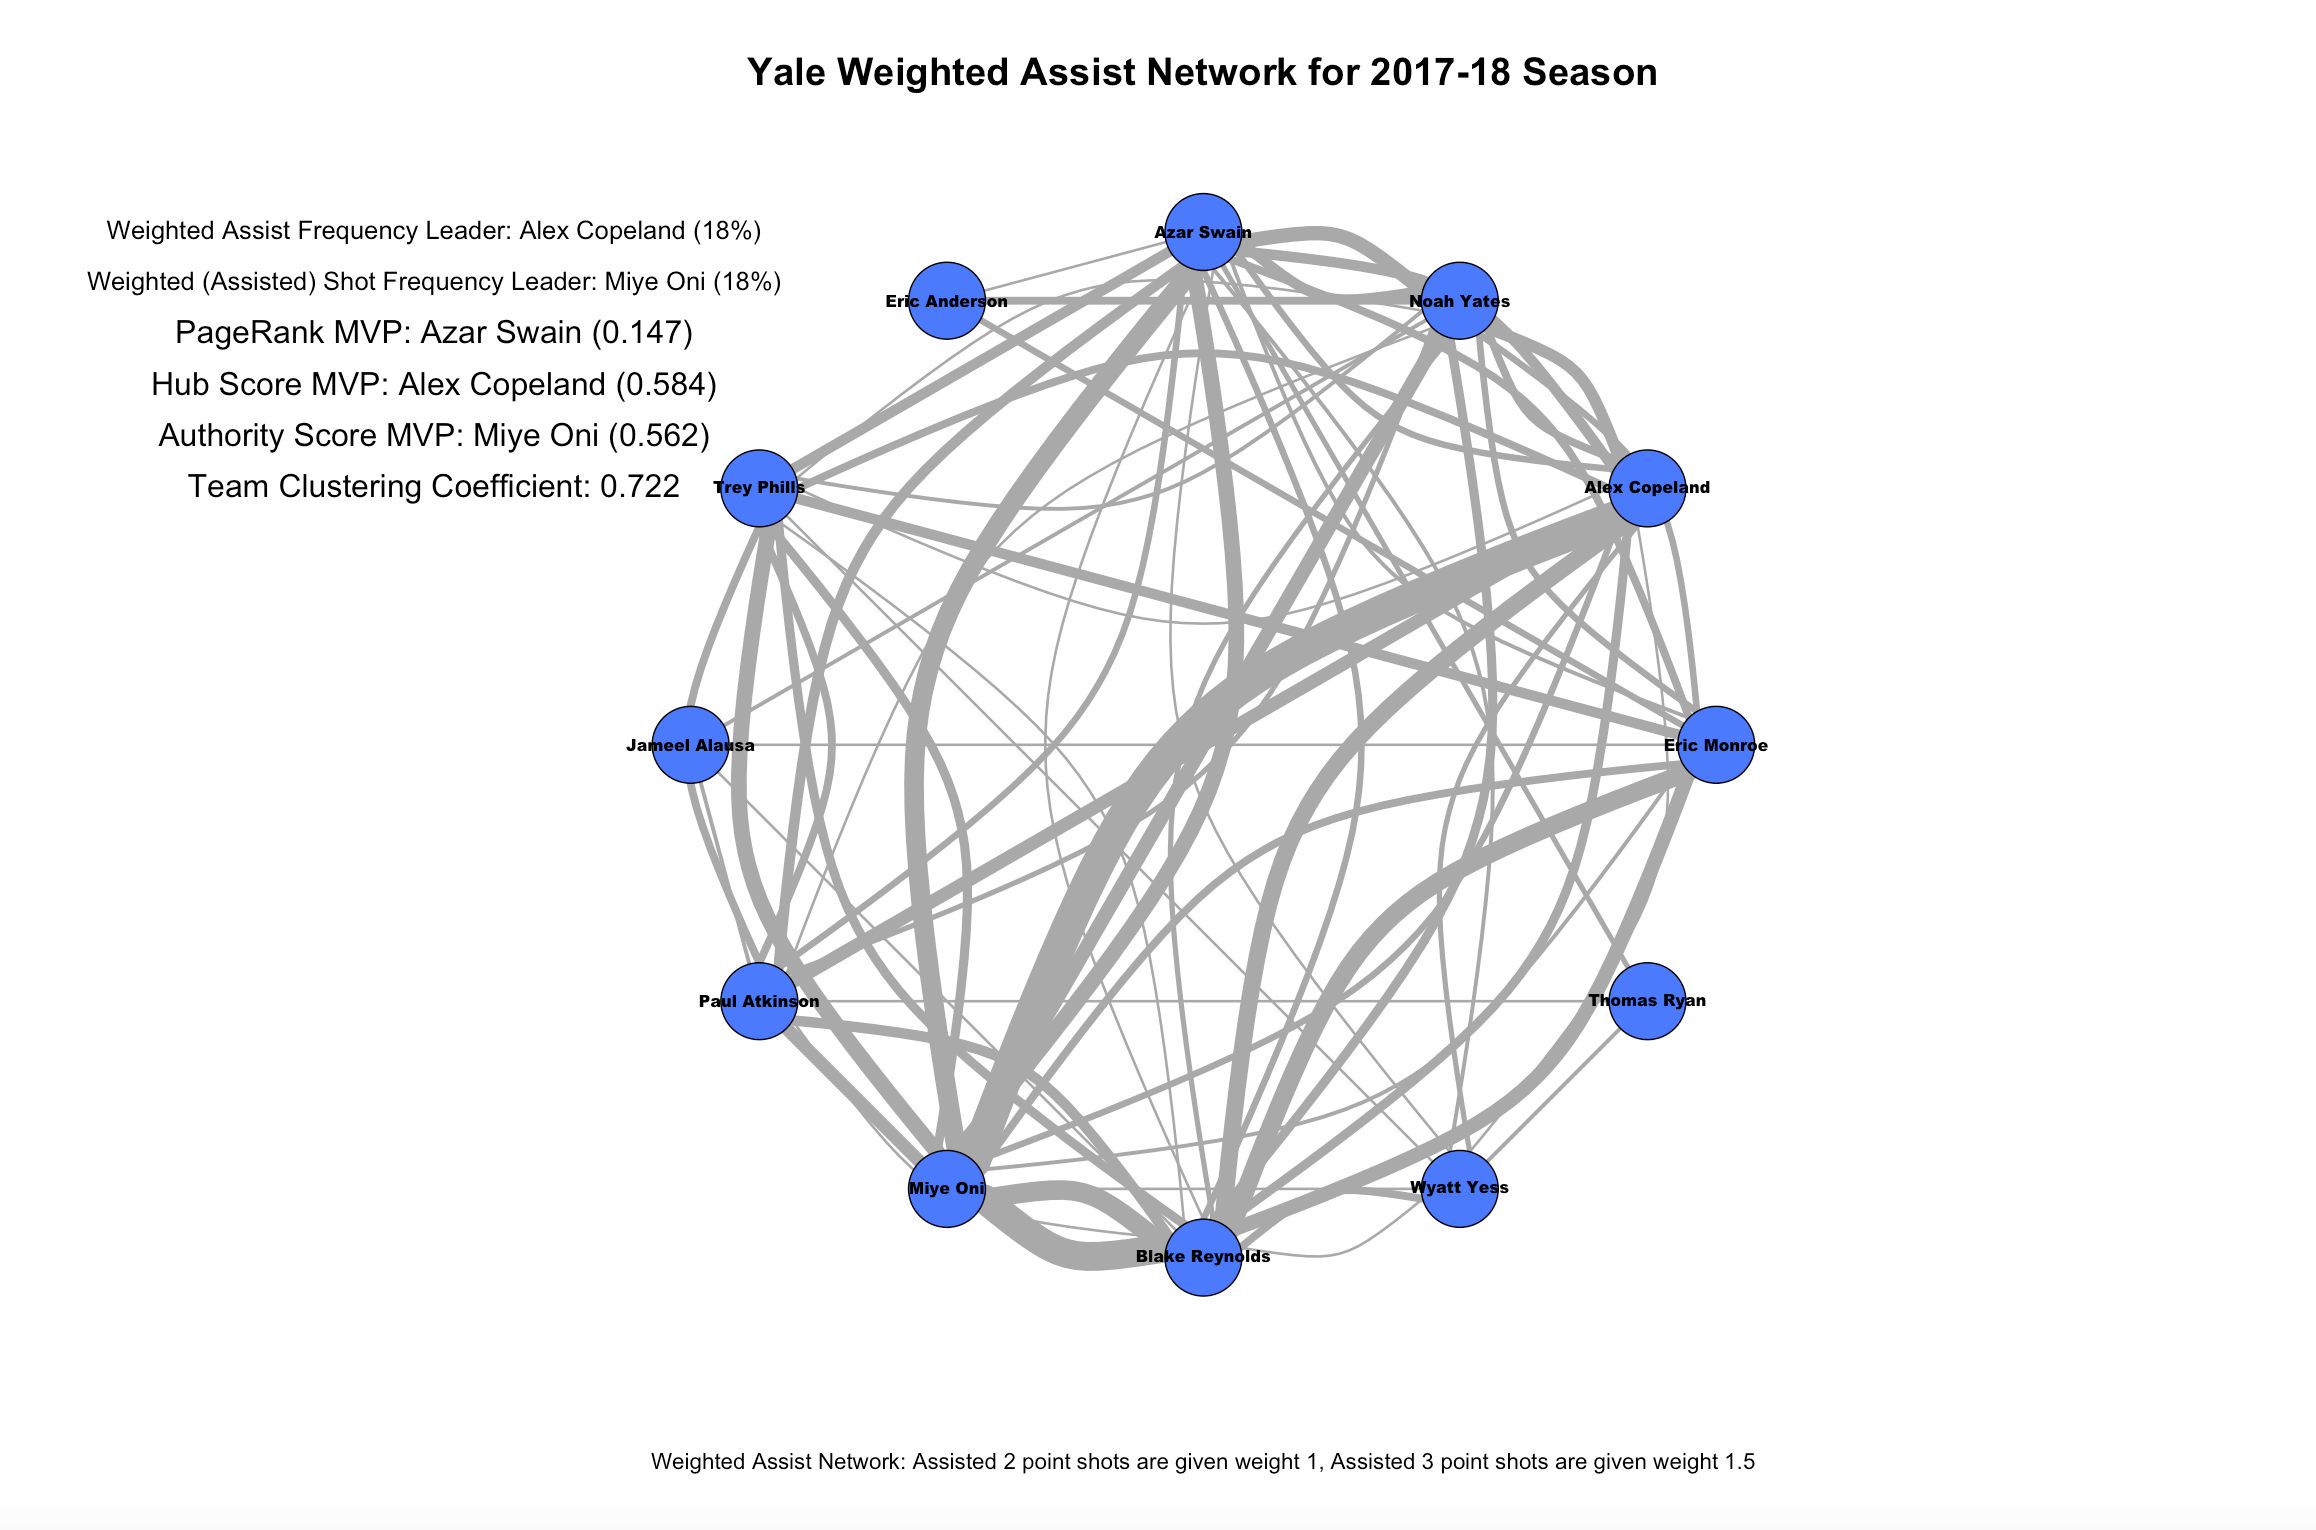 Yale Weighted Assist Network for 2017-18 Season
Weighted Assist Frequency Leader: Alex Copeland (18%)
Weighted (Assisted) Shot Frequency Leader: Miye Oni (18%)
PageRank MVP: Azar Swain (0.147)
Hub Score MVP: Alex Copeland (0.584)
Authority Score MVP: Miye Oni (0.562)
Team Clustering Coefficient: 0.722
Azar Swain
Eric Anderson
Noah Yates
Trey Phills
Alex Copeland
Jameel Alausa
Eric Monroe
Paul Atkinson
Thomas Ryan
Miye Oni
Wyatt Yess
Blake Reynolds
Weighted Assist Network: Assisted 2 point shots are given weight 1, Assisted 3 point shots are given weight 1.5